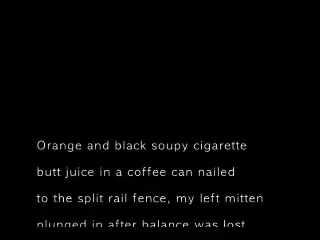 Orange and black soupy cigarette
butt juice in a coffee can nailed
to the split rail fence, my left mitten
plunged in after balance was lost